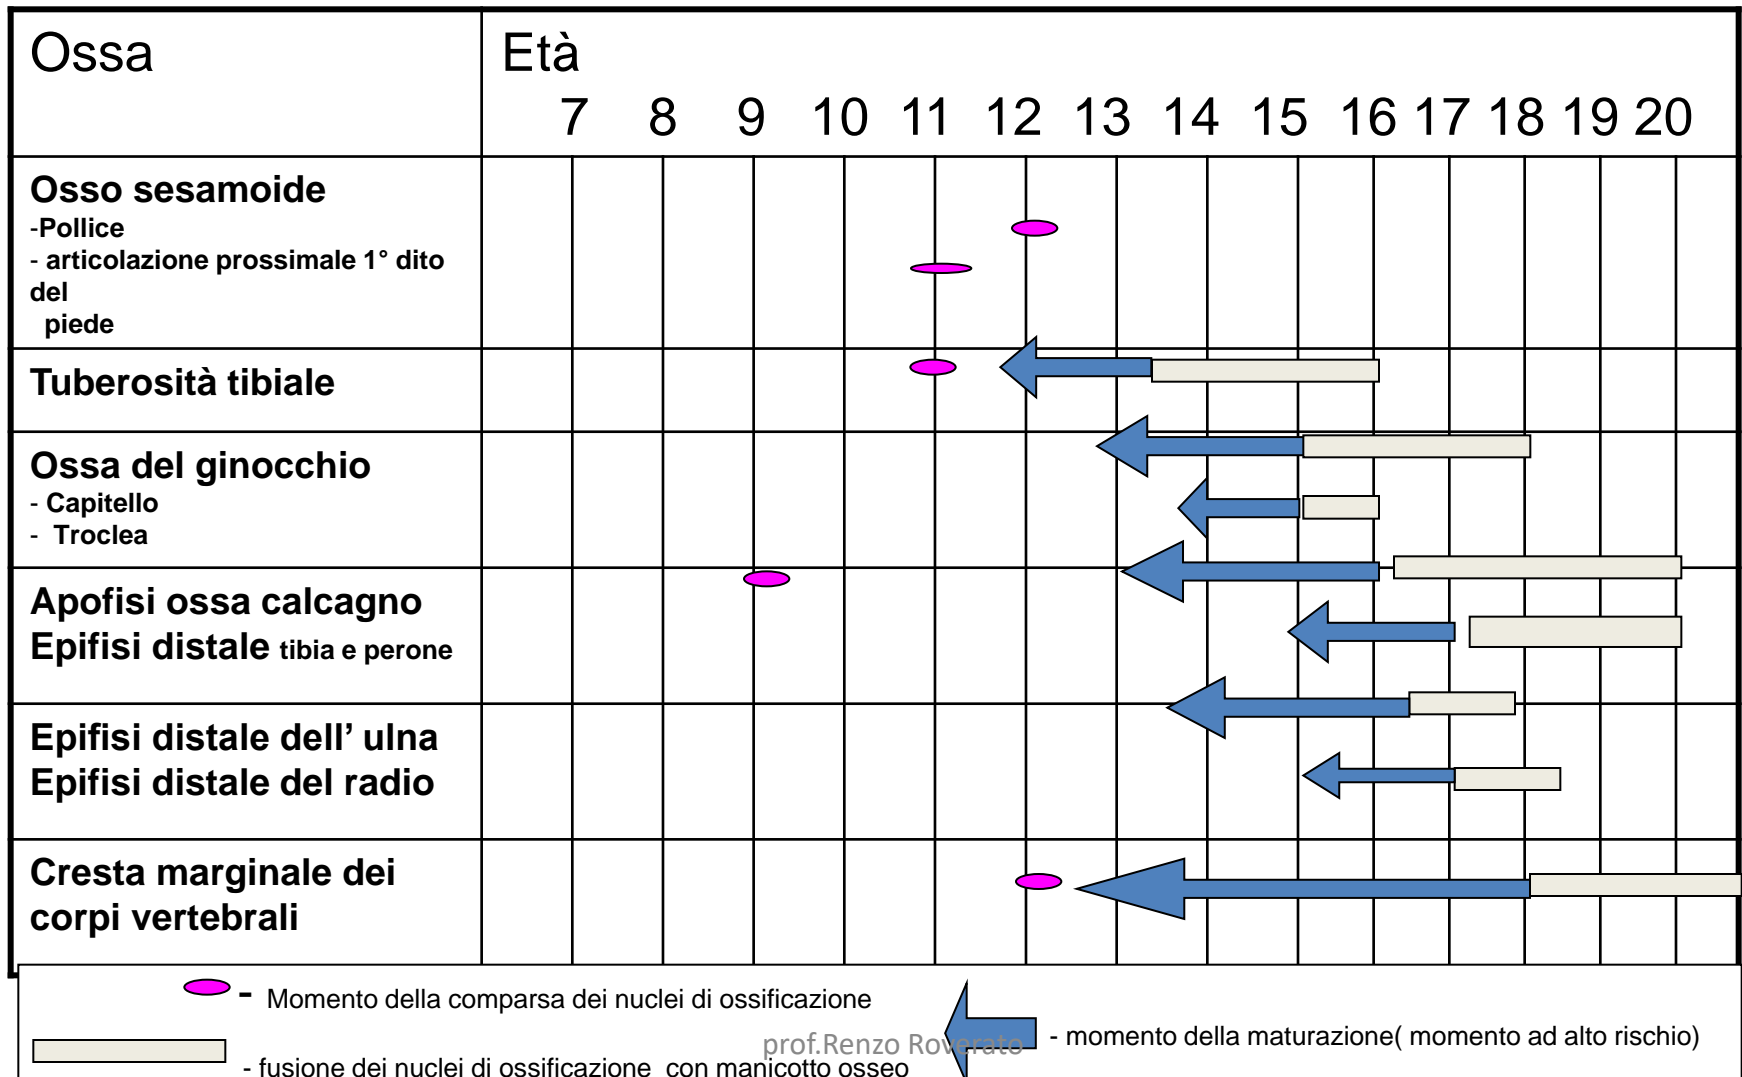 Ossa
Età
7 8 9 10 11 12 13 14 15 16 17 18 19 20
Osso sesamoide
-Pollice
- articolazione prossimale 1° dito
del
piede
Tuberosità tibiale
Ossa del ginocchio
- Capitello
- Troclea
Apofisi ossa calcagno
Epifisi distale tibia e perone
Epifisi distale dell' ulna
Epifisi distale del radio
Cresta marginale dei
corpi vertebrali
- Momento della comparsa dei nuclei di ossificazione
- momento della maturazione( momento ad alto rischio)
prof.Renzo Roverato
- fusione dei nuclei di ossificazione con manicotto osseo